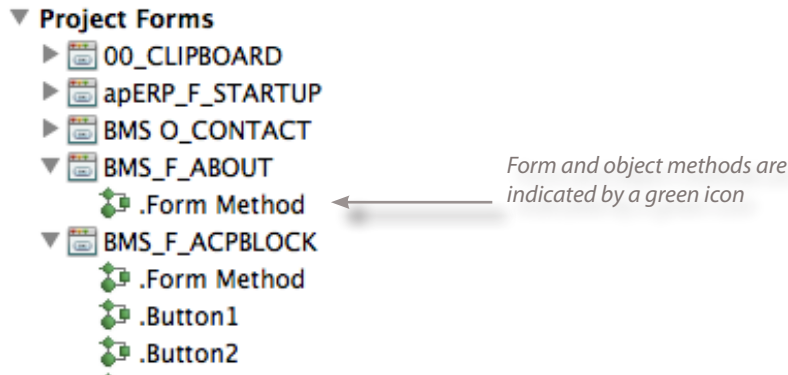 Project Forms
00_CLIPBOARD
apERP_F_STARTUP
BMS O_CONTACT
BMS_F_ABOUT
.Form Method
Form and object methods are
indicated by a green icon
BMS_F_ACPBLOCK
.Form Method
.Button1
.Button2